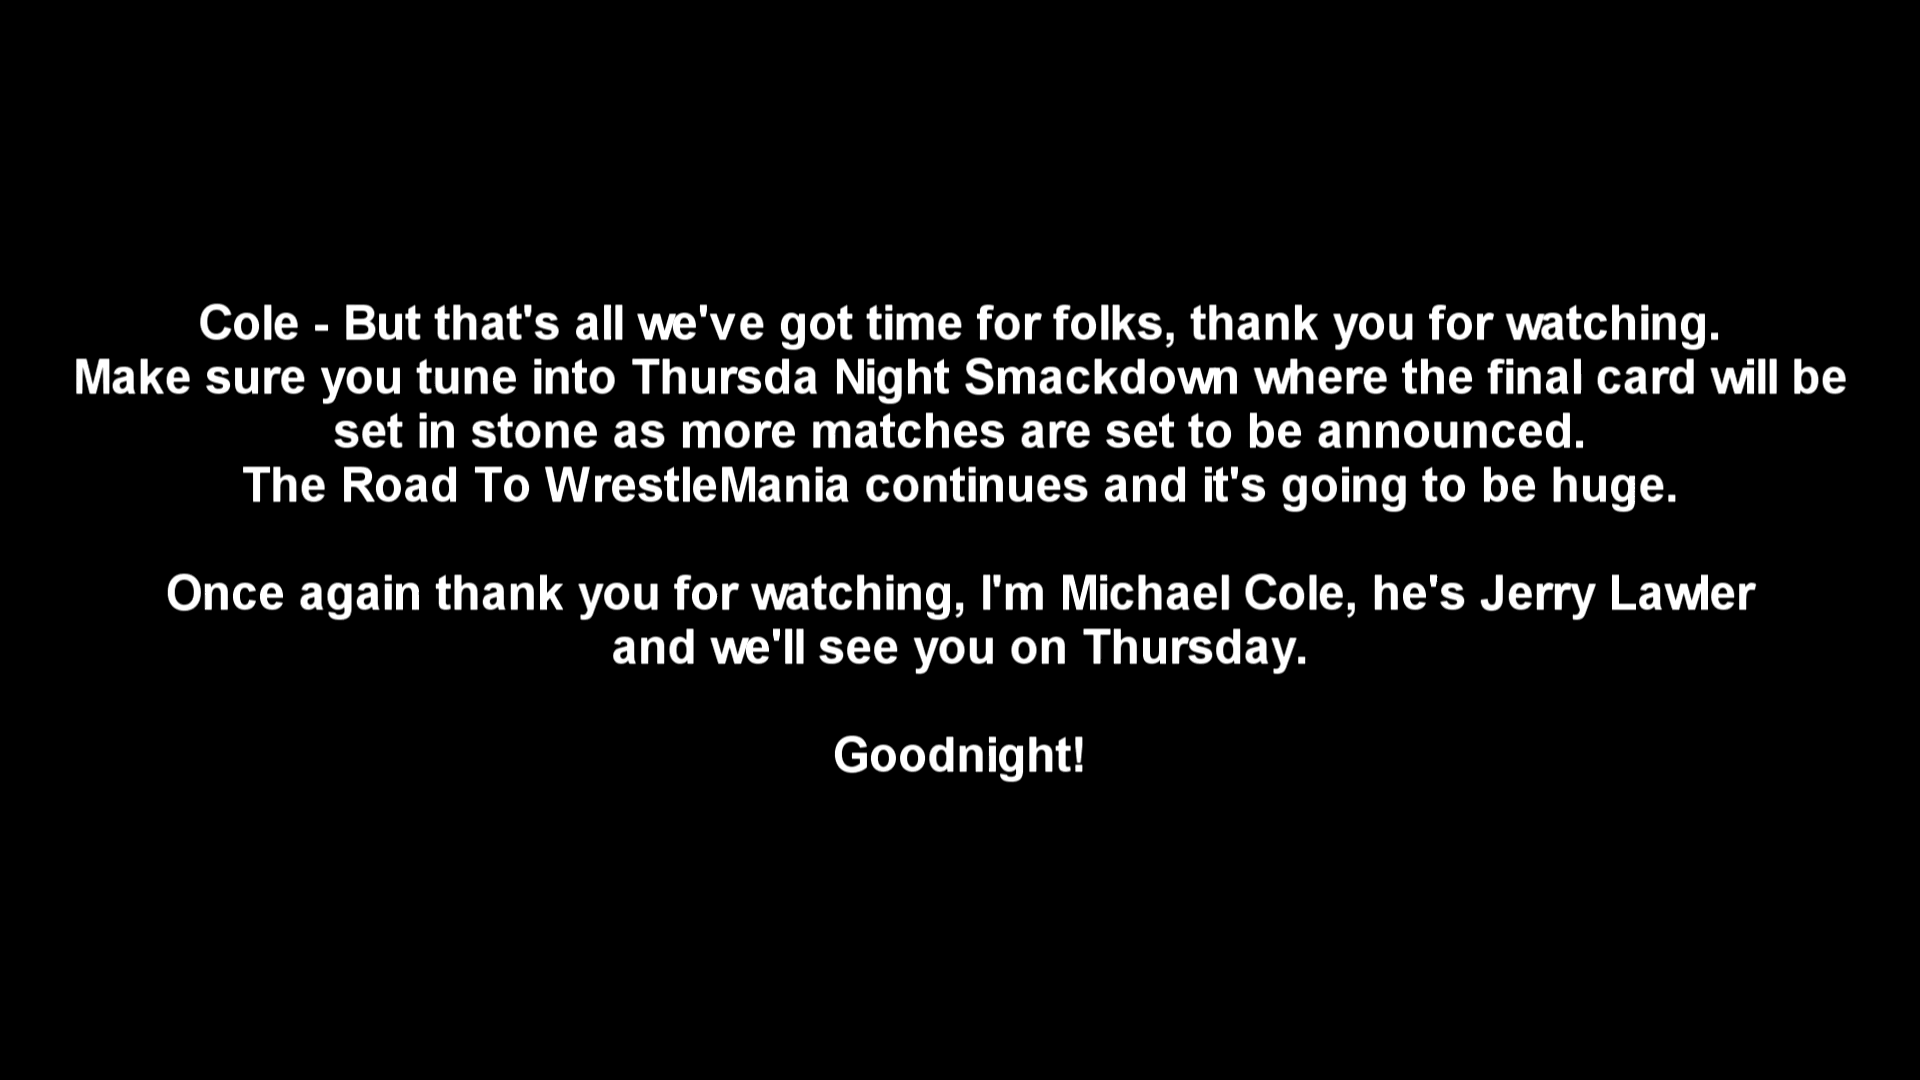 Cole - But that's all we've got time for folks, thank you for watching.
Make sure you tune into Thursda Night Smackdown where the final card will be
set in stone as more matches are set to be announced.
The Road To WrestleMania continues and it's going to be huge.
Once again thank you for watching, I'm Michael Cole, he's Jerry Lawler
and we'll see you on Thursday.
Goodnight!